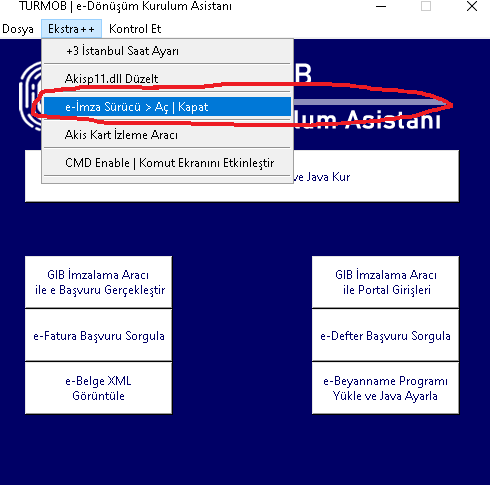 TURMOB | e-Dönüşüm Kurulum Asistanı
Dosya Ekstra++ Kontrol Et
+3 İstanbul Saat Ayarı
Akisp11.dll Düzelt
e-İmza Sürücü > Aç | Kapat
Akis Kart İzleme Aracı
CMD Enable | Komut Ekranını Etkinleştir
B
lum Asistanı
ve Java Kur
GIB İmzalama Aracı
ile e Başvuru Gerçekleştir
GIB İmzalama Aracı
ile Portal Girişleri
e-Fatura Başvuru Sorgula
e-Defter Başvuru Sorgula
e-Belge XML
Görüntüle
e-Beyanname Programı
Yükle ve Java Ayarla